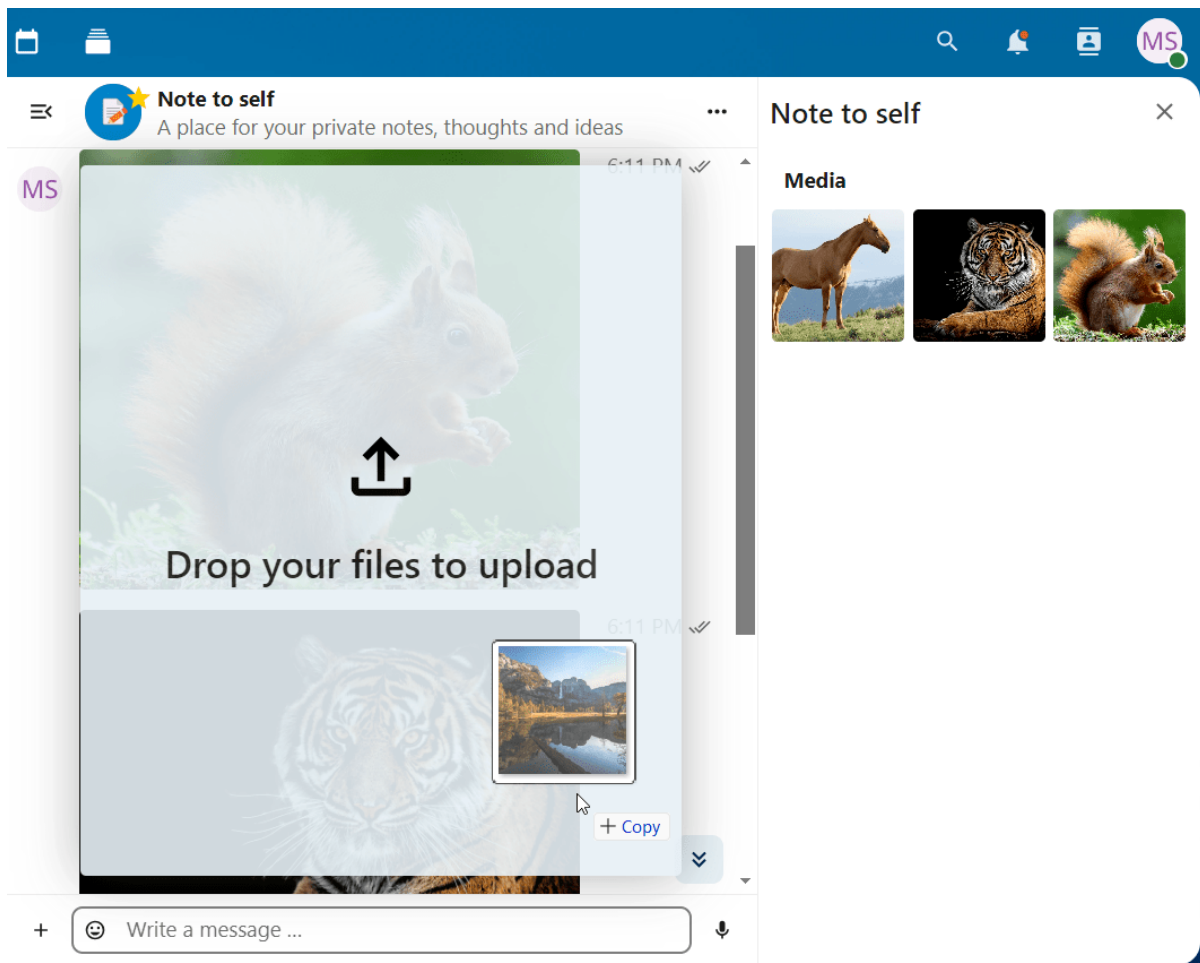 MS
Note to self
A place for your private notes, thoughts and ideas
Note to self
Media
MS
6:11 PM
Drop your files to upload
6:11 PM
Copy
Write a message ...